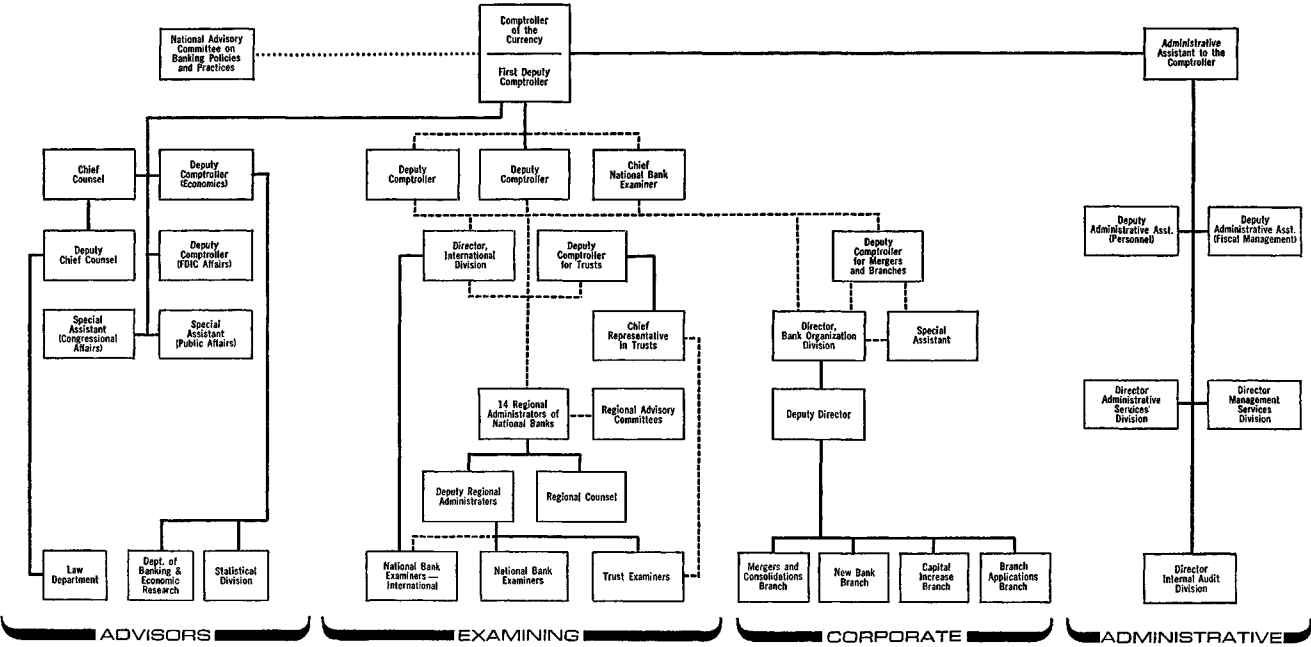 Comptroller
of the
Currency
First Deputy
Comptroller
National Advisory
Committee on
Banking Policies
and Practices
Administrative
Assistant to the
Comptroller
Chief
Counsel
Deputy
Comptroller
(Economics)
Deputy
Comptroller
Deputy
Comptroller
Chief
National Bank
Examiner
Deputy
Chief Counsel
Deputy
Comptroller
(FDIC Affairs)
Director,
International
Division
Deputy
Comptroller
for Trusts
Deputy
Comptroller
for Mergers
and Branches
Deputy
Administrative Asst.
(Personnel)
Deputy
Administrative Asst.
(Fiscal Management)
Special
Assistant
(Congressional
Affairs)
Special
Assistant
(Public Affairs)
Chief
Representative
in Trusts
Director,
Bank Organization
Division
Special
Assistant
14 Regional
Administrators of
National Banks
Regional Advisory
Committees
Deputy Director
Director
Administrative
Services
Division
Director
Management
Services
Division
Deputy Regional
Administrators
Regional Counsel
Law
Department
Dept. of
Banking &
Economic
Research
Statistical
Division
National Bank
Examiners—
International
National Bank
Examiners
Trust Examiners
Mergers and
Consolidations
Branch
New Bank
Branch
Capital
Increase
Branch
Branch
Applications
Branch
Director
Internal Audit
Division
ADVISORS
EXAMINING
CORPORATE
ADMINISTRATIVE